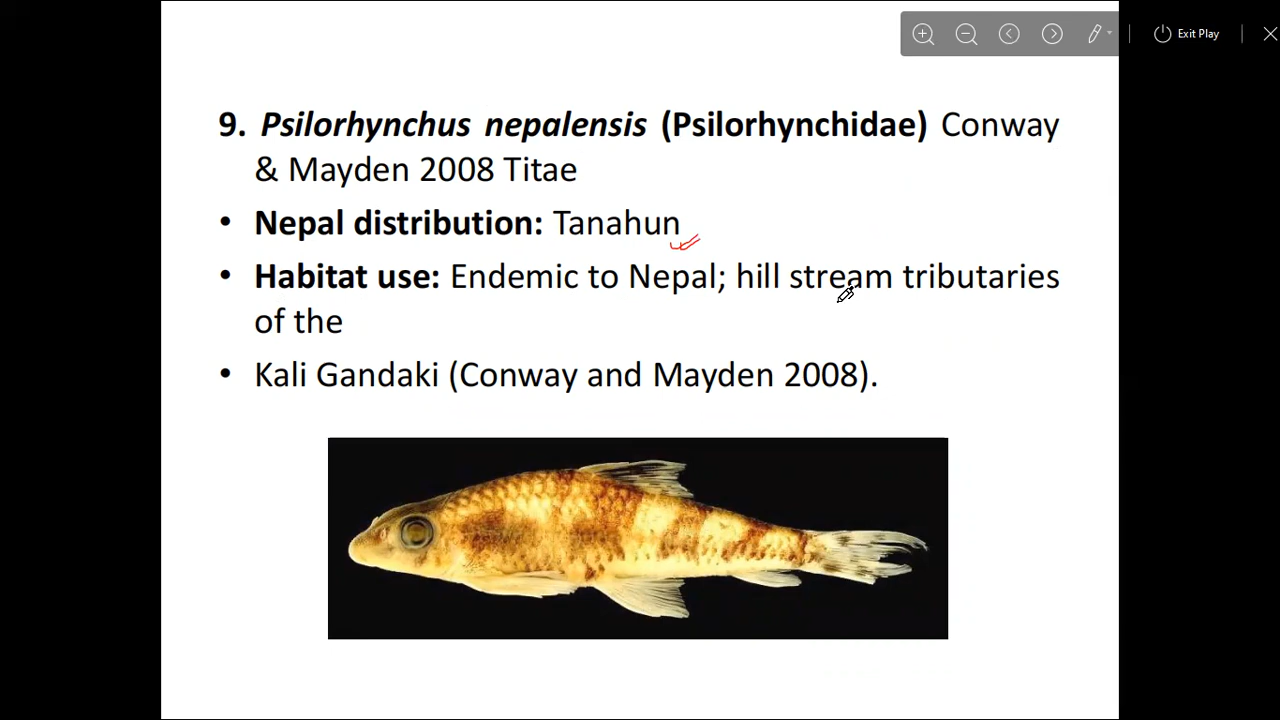 Exit Play
9. Psilorhynchus nepalensis (Psilorhynchidae) Conway
& Mayden 2008 Titae
• Nepal distribution: Tanahun
• Habitat use: Endemic to Nepal; hill stream tributaries
of the
• Kali Gandaki (Conway and Mayden 2008).